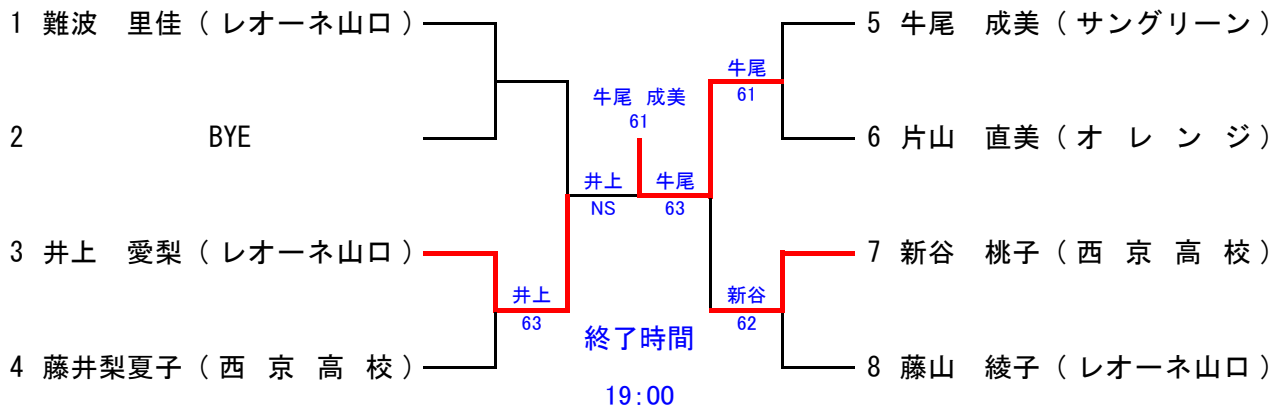 1 難波 里佳 ( レオーネ山口 )
2 BYE
3 井上 愛梨 ( レオーネ山口 )
4 藤井梨夏子 ( 西 京 高 校 )
井上
63
井上
NS
牛尾 成美
61
牛尾
63
牛尾
61
新谷
62
5 牛尾 成美 ( サングリーン )
6 片山 直美 ( オ レ ン ジ )
7 新谷 桃子 ( 西 京 高 校 )
8 藤山 綾子 ( レオーネ山口 )
終了時間
19:00